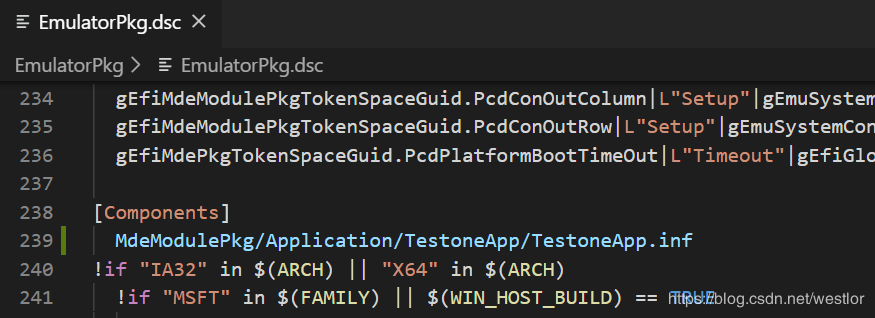 EmulatorPkg.dsc
EmulatorPkg > EmulatorPkg.dsc
234 gEfiMdeModulePkgTokenSpaceGuid.PcdConOutColumn|L"Setup"|gEmuSystem
235 gEfiMdeModulePkgTokenSpaceGuid.PcdConOutRow|L"Setup"|gEmuSystemCon
236 gEfiMdePkgTokenSpaceGuid.PcdPlatformBootTimeOut|L"Timeout"|gEfiGlo
237
238 [Components]
239 MdeModulePkg/Application/TestoneApp/TestoneApp.inf
240 !if "IA32" in $(ARCH) || "X64" in $(ARCH)
241 !if "MSFT" in $(FAMILY) || $(WIN_HOST_BUILD) == TRUE
https://blog.csdn.net/westlor